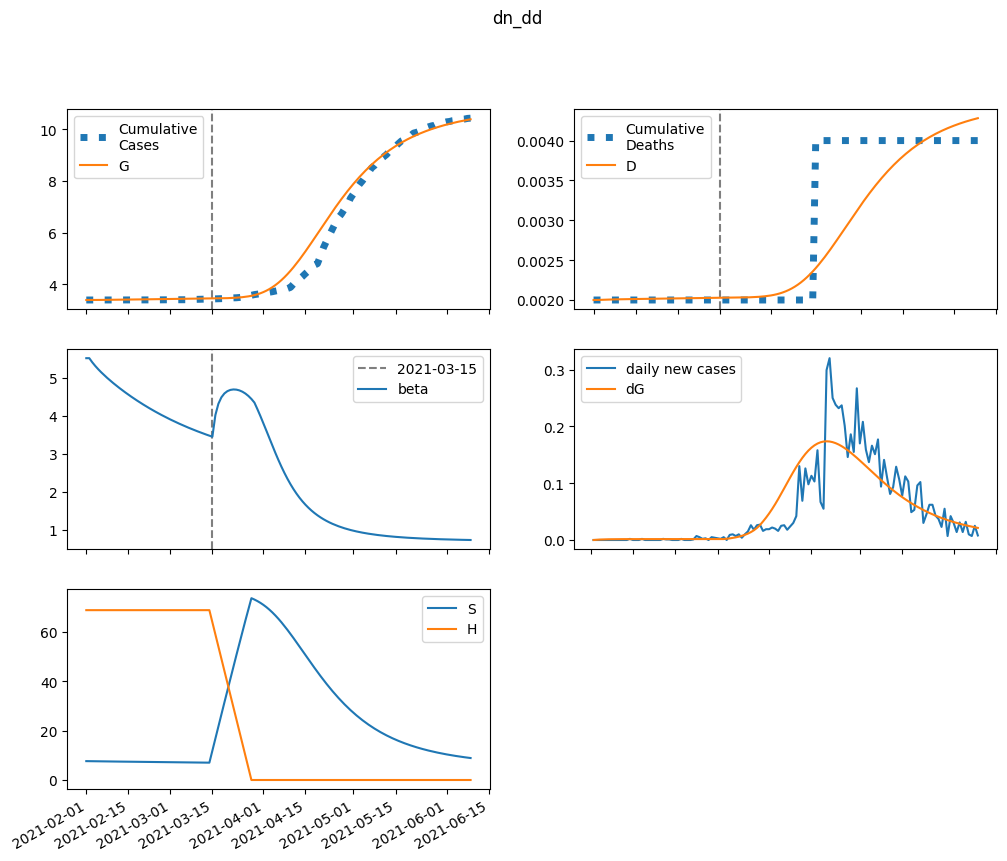 dn_dd
10
8
6
4
Cumulative
Cases
G
0.0040
0.0035
0.0030
0.0025
0.0020
Cumulative
Deaths
D
5
4
3
2
1
2021-03-15
beta
0.3
0.2
0.1
0.0
daily new cases
dG
60
40
20
0
S
H
2021-02-01
2021-02-15
2021-03-01
2021-03-15
2021-04-01
2021-04-15
2021-05-01
2021-05-15
2021-06-01
2021-06-15